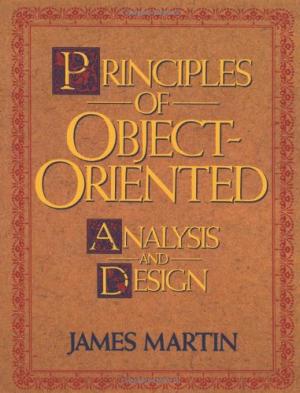 PRINCIPLES
OF
OBJECT-
ORIENTED
ANALYSIS
AND
DESIGN
JAMES MARTIN